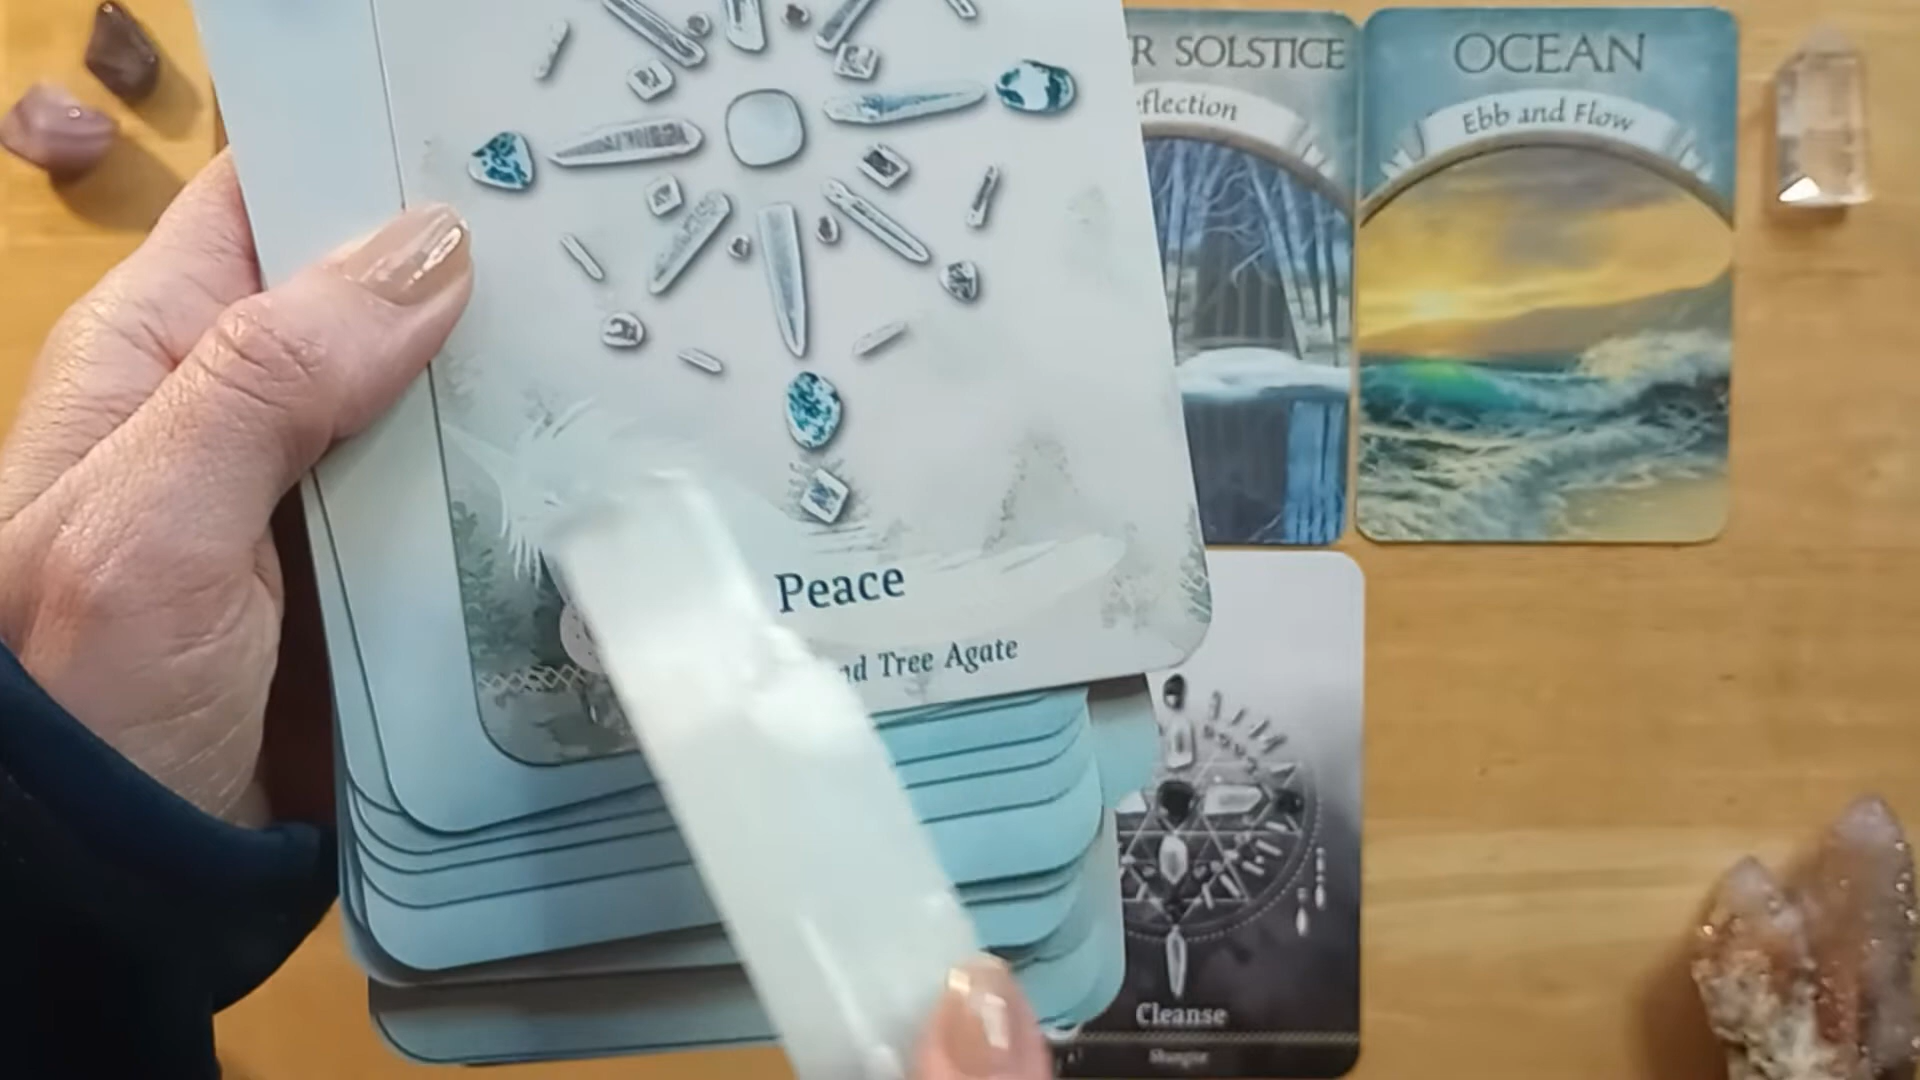 R SOLSTICE
eflection
OCEAN
Ebb and Flow
Peace
nd Tree Agate
Cleanse